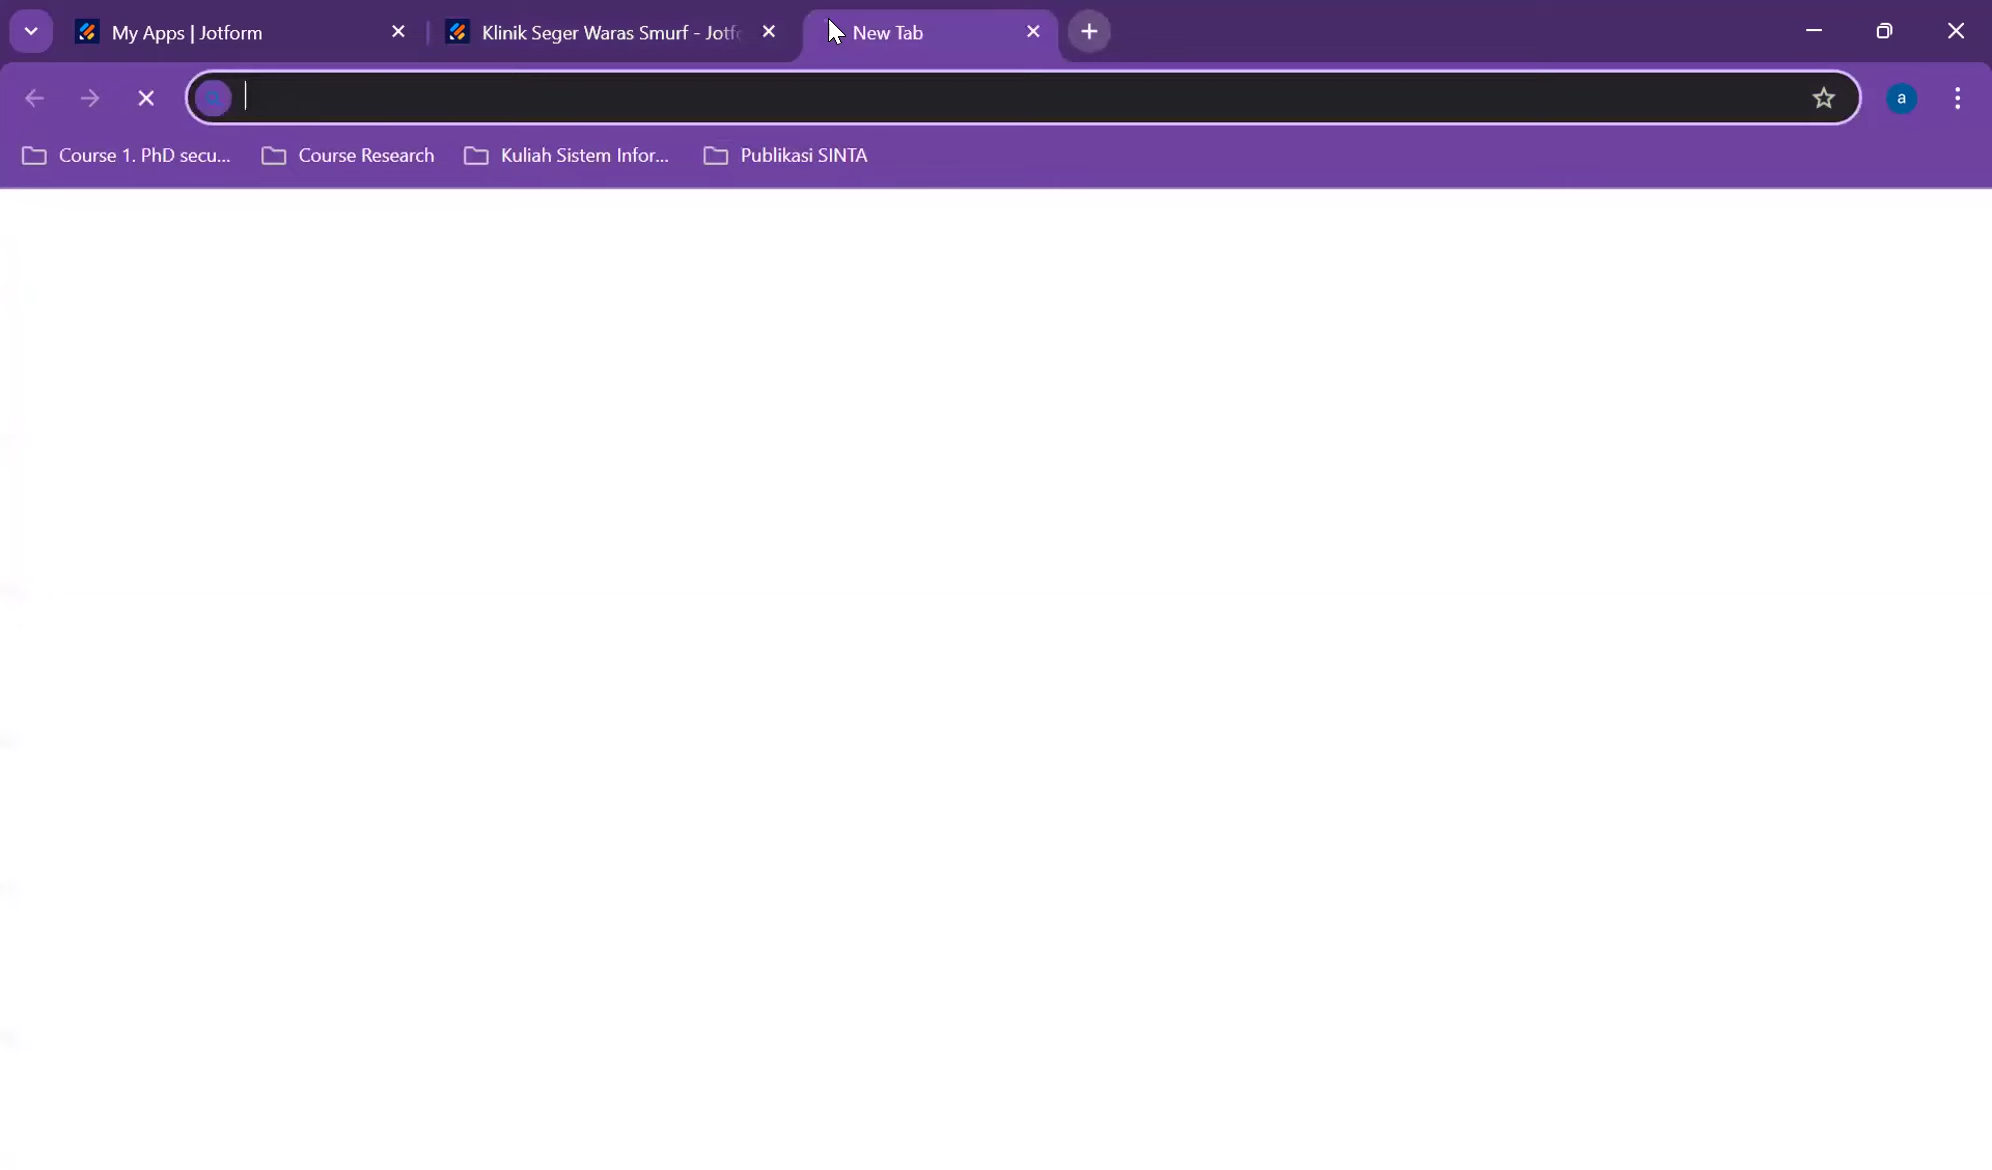 My Apps | Jotform
Klinik Seger Waras Smurf - Jotf
New Tab
a
Course 1. PhD secu...
Course Research
Kuliah Sistem Infor...
Publikasi SINTA